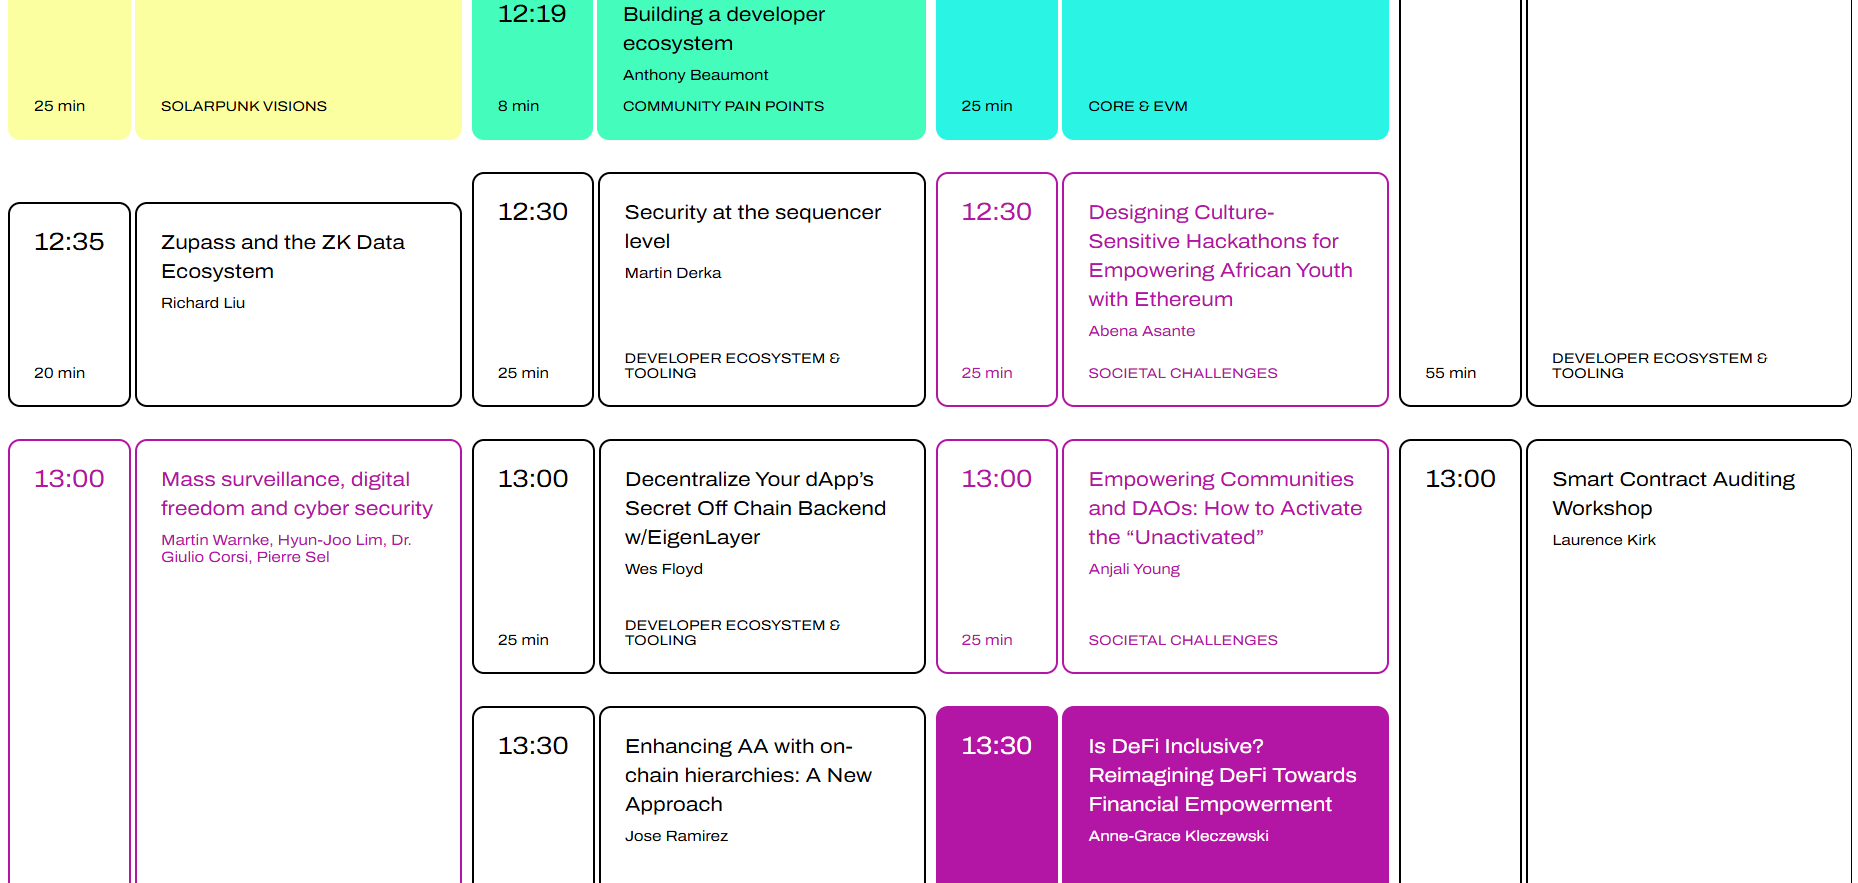 25 min
SOLARPUNK VISIONS
12:19
Building a developer
ecosystem
Anthony Beaumont
8 min
COMMUNITY PAIN POINTS
25 min
CORE & EVM
12:35
Zupass and the ZK Data
Ecosystem
Richard Liu
20 min
12:30
Security at the sequencer
level
Martin Derka
25 min
DEVELOPER ECOSYSTEM &
TOOLING
12:30
Designing Culture-
Sensitive Hackathons for
Empowering African Youth
with Ethereum
Abena Asante
25 min
SOCIETAL CHALLENGES
55 min
DEVELOPER ECOSYSTEM &
TOOLING
13:00
Mass surveillance, digital
freedom and cyber security
Martin Warnke, Hyun-Joo Lim, Dr.
Giulio Corsi, Pierre Sel
13:00
Decentralize Your dApp’s
Secret Off Chain Backend
w/EigenLayer
Wes Floyd
25 min
DEVELOPER ECOSYSTEM &
TOOLING
13:00
Empowering Communities
and DAOs: How to Activate
the “Unactivated”
Anjali Young
25 min
SOCIETAL CHALLENGES
13:00
Smart Contract Auditing
Workshop
Laurence Kirk
13:30
Enhancing AA with on-
chain hierarchies: A New
Approach
Jose Ramirez
13:30
Is DeFi Inclusive?
Reimagining DeFi Towards
Financial Empowerment
Anne-Grace Kleczewski